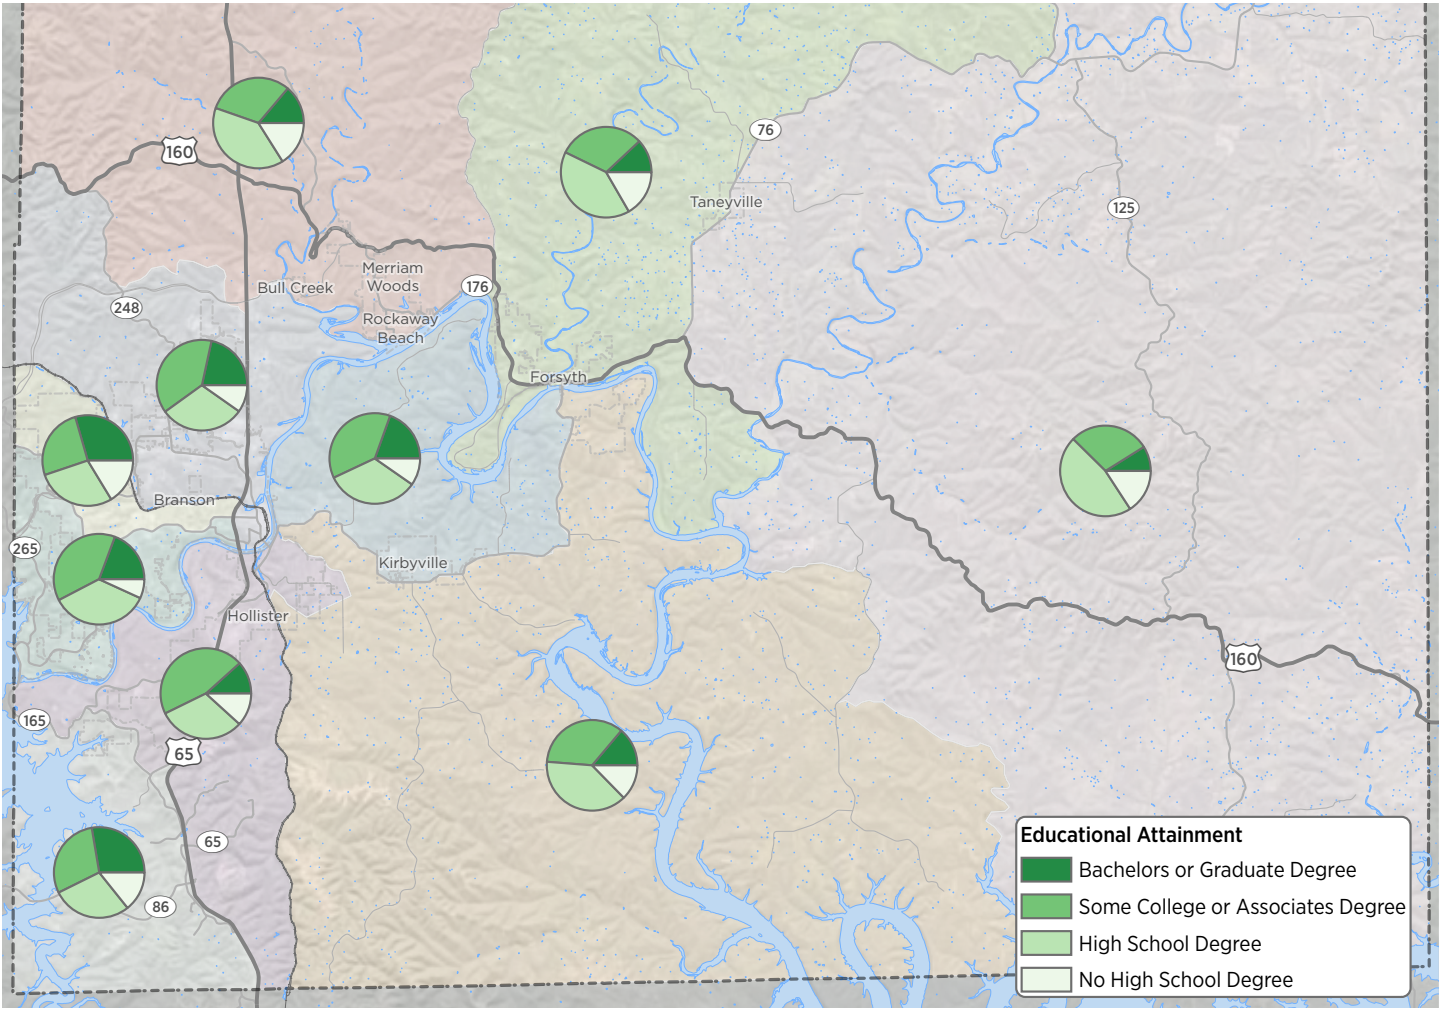 160
76
Taneyville
125
Merriam
Woods
Bull Creek
176
248
Rockaway
Beach
Forsyth
Branson
265
Kirbyville
Hollister
160
165
65
65
86
Educational Attainment
Bachelors or Graduate Degree
Some College or Associates Degree
High School Degree
No High School Degree